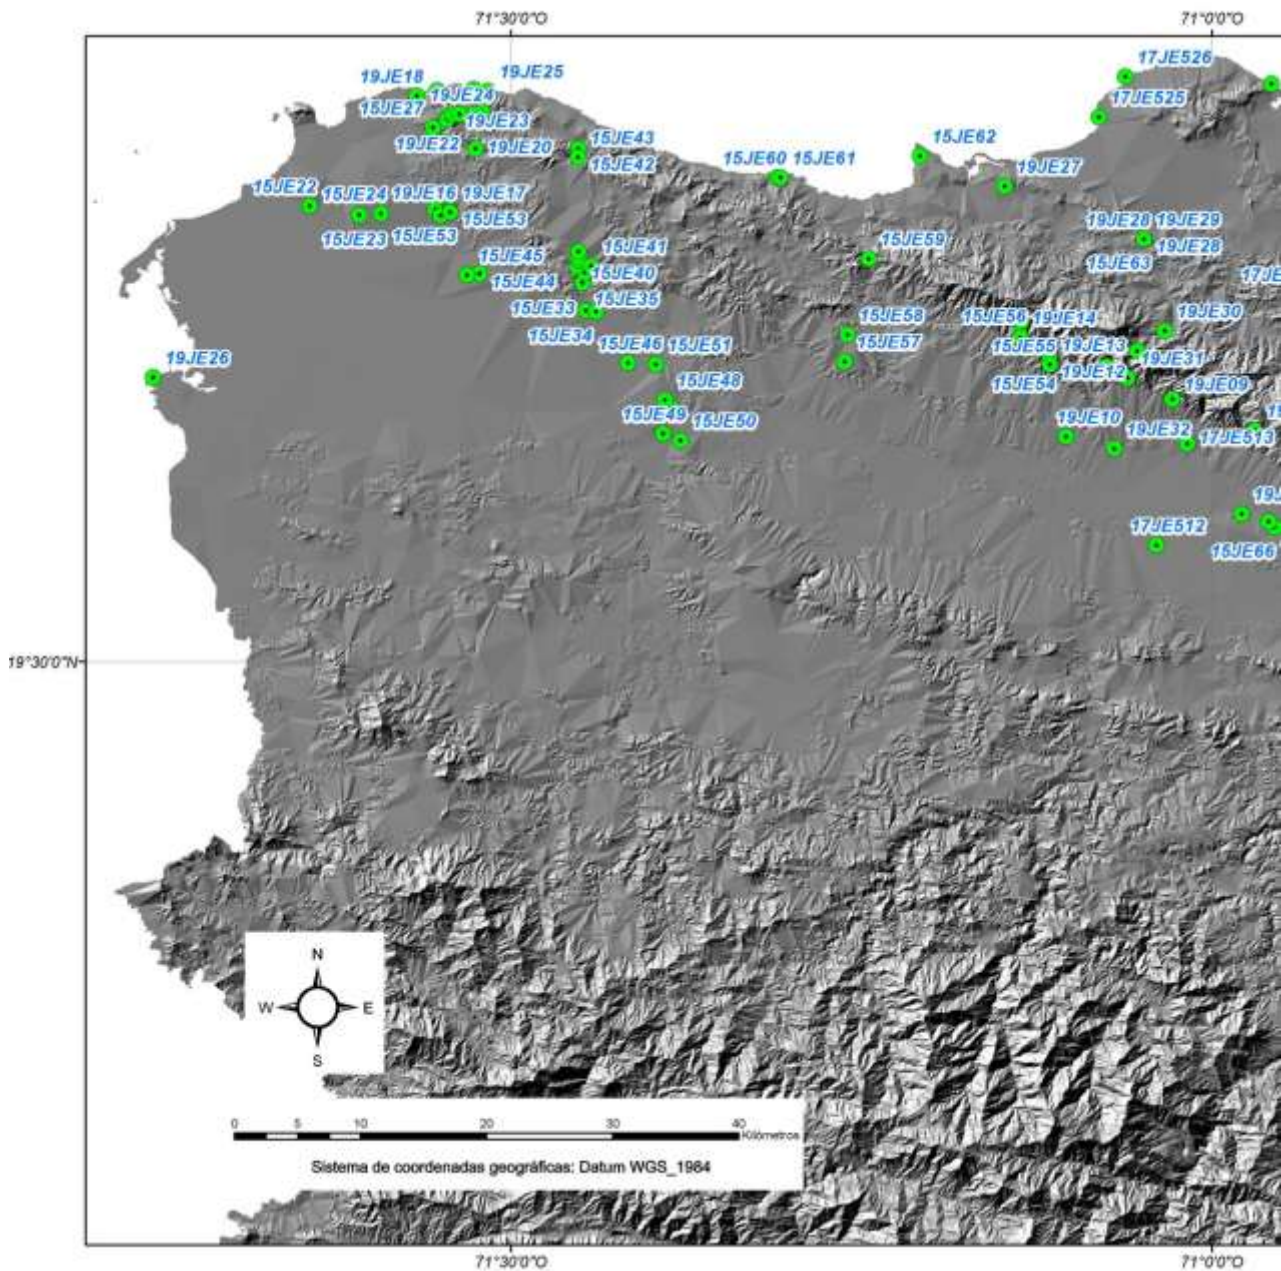 71°30'0"O 71°0'0"O
17JE526
19JE18 19JE25
19JE24
15JE27 17JE525
19JE23
19JE22 19JE20 15JE43
15JE42 15JE62
15JE60 15JE61
19JE27
15JE22 15JE24 19JE16 19JE17
15JE53
15JE23 15JE53 19JE28 19JE29
15JE41 15JE59 19JE28
15JE45 15JE63
15JE44 15JE40 17JE
15JE33 15JE35
15JE34 15JE58 15JE56 19JE14 19JE30
15JE46 15JE51 15JE57 15JE55 19JE13
19JE26 19JE31
15JE48 15JE54 19JE12 19JE09
15JE49 15JE50 19JE10 19JE32 17JE513
17JE512
15JE66
19°30'0"N
N
W E
S
0 5 10 20 30 40
Kilómetros
Sistema de coordenadas geográficas: Datum WGS_1984
71°30'0"O 71°0'0"O